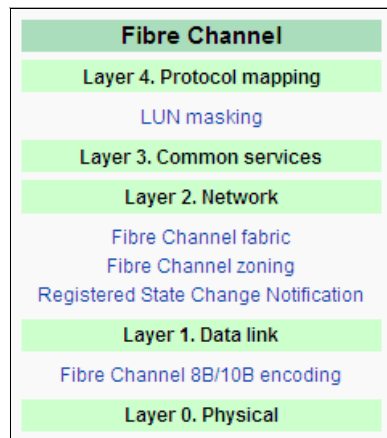 Fibre Channel
Layer 4. Protocol mapping
LUN masking
Layer 3. Common services
Layer 2. Network
Fibre Channel fabric
Fibre Channel zoning
Registered State Change Notification
Layer 1. Data link
Fibre Channel 8B/10B encoding
Layer 0. Physical